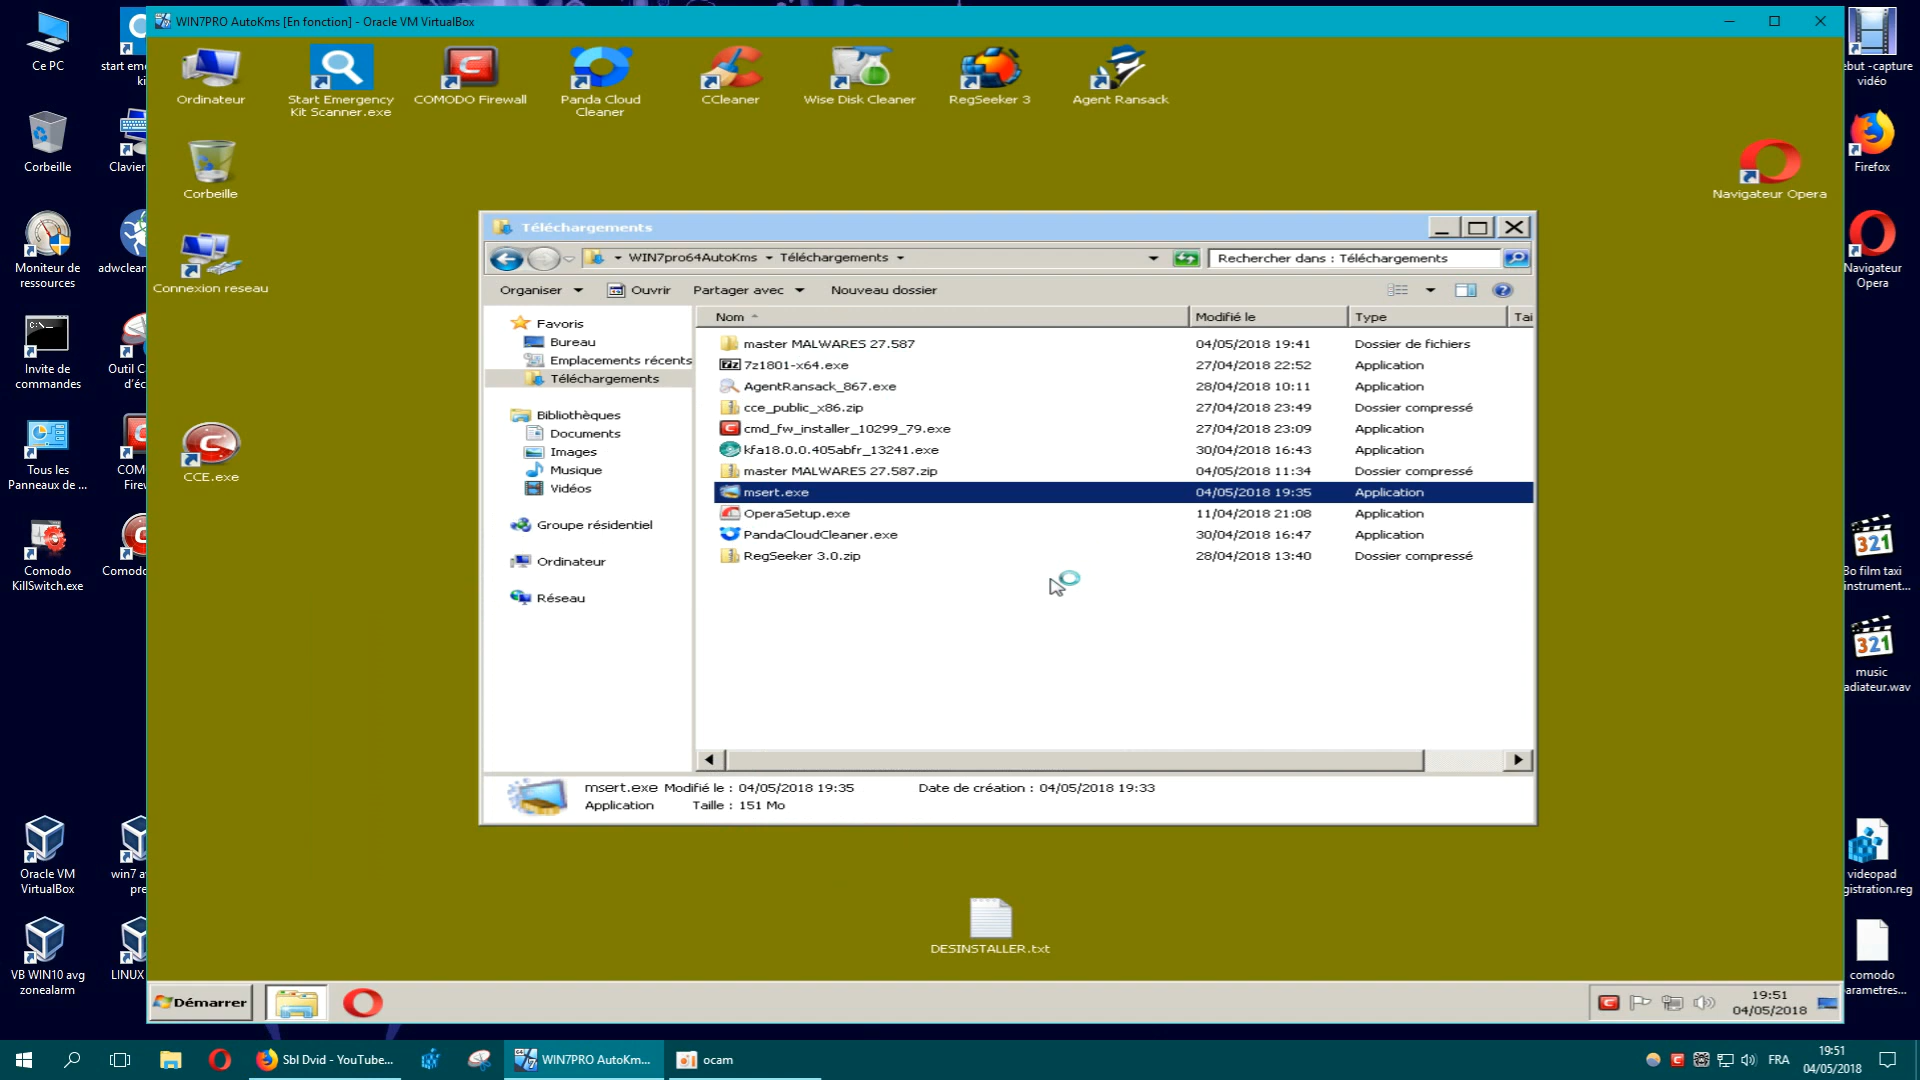 WIN7PRO AutoKms [En fonction] - Oracle VM VirtualBox
Ce PC
Corbeille
Moniteur de
ressources
Invite de
commandes
Tous les
Panneaux de ...
Comodo
KillSwitch.exe
Oracle VM
VirtualBox
VB WIN10 avg
zonealarm
start em
ki
Clavier
adwclean
Outil C
d'éc
COM
Fire
Comod
win7 a
pre
LINUX
Ordinateur
Start Emergency
Kit Scanner.exe
COMODO Firewall
Panda Cloud
Cleaner
CCleaner
Wise Disk Cleaner
RegSeeker 3
Agent Ransack
Corbeille
Connexion reseau
CCE.exe
Navigateur Opera
Téléchargements
WIN7pro64AutoKms
Téléchargements
Rechercher dans : Téléchargements
Organiser
Ouvrir
Partager avec
Nouveau dossier
Favoris
Bureau
Emplacements récents
Téléchargements
Bibliothèques
Documents
Images
Musique
Vidéos
Groupe résidentiel
Ordinateur
Réseau
Nom Modifié le Type Tai
master MALWARES 27.587 04/05/2018 19:41 Dossier de fichiers
7z1801-x64.exe 27/04/2018 22:52 Application
AgentRansack_867.exe 28/04/2018 10:11 Application
cce_public_x86.zip 27/04/2018 23:49 Dossier compressé
cmd_fw_installer_10299_79.exe 27/04/2018 23:09 Application
kfa18.0.0.405abfr_13241.exe 30/04/2018 16:43 Application
master MALWARES 27.587.zip 04/05/2018 11:34 Dossier compressé
msert.exe 04/05/2018 19:35 Application
OperaSetup.exe 11/04/2018 21:08 Application
PandaCloudCleaner.exe 30/04/2018 16:47 Application
RegSeeker 3.0.zip 28/04/2018 13:40 Dossier compressé
msert.exe Modifié le : 04/05/2018 19:35 Date de création : 04/05/2018 19:33
Application Taille : 151 Mo
DESINSTALLER.txt
Démarrer
19:51
04/05/2018
ebut -capture
vidéo
Firefox
Navigateur
Opera
321
Bo film taxi
instrument...
321
music
adiateur.wav
videopad
gistration.reg
comodo
parametres...
Sbl Dvid - YouTube...
WIN7PRO AutoKm...
ocam
FRA
19:51
04/05/2018